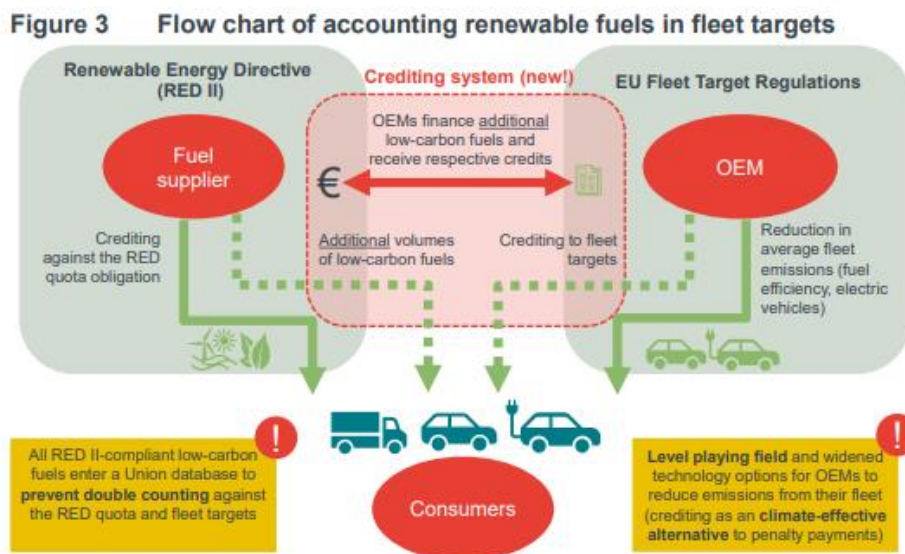 Figure 3 Flow chart of accounting renewable fuels in fleet targets
Renewable Energy Directive
(RED II)
Crediting system (new!)
EU Fleet Target Regulations
Fuel
supplier
OEMs finance additional
low-carbon fuels and
receive respective credits
€
OEM
Crediting
against the RED
quota obligation
Additional volumes
of low-carbon fuels
Crediting to fleet
targets
Reduction in
average fleet
emissions (fuel
efficiency, electric
vehicles)
!
All RED II-compliant low-carbon
fuels enter a Union database to
prevent double counting against
the RED quota and fleet targets
Consumers
!
Level playing field and widened
technology options for OEMs to
reduce emissions from their fleet
(crediting as an climate-effective
alternative to penalty payments)